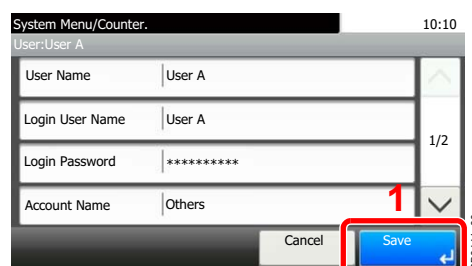 System Menu/Counter. 10:10
User:User A
User Name User A
Login User Name User A
1/2
Login Password **********
Account Name Others
1
Cancel Save